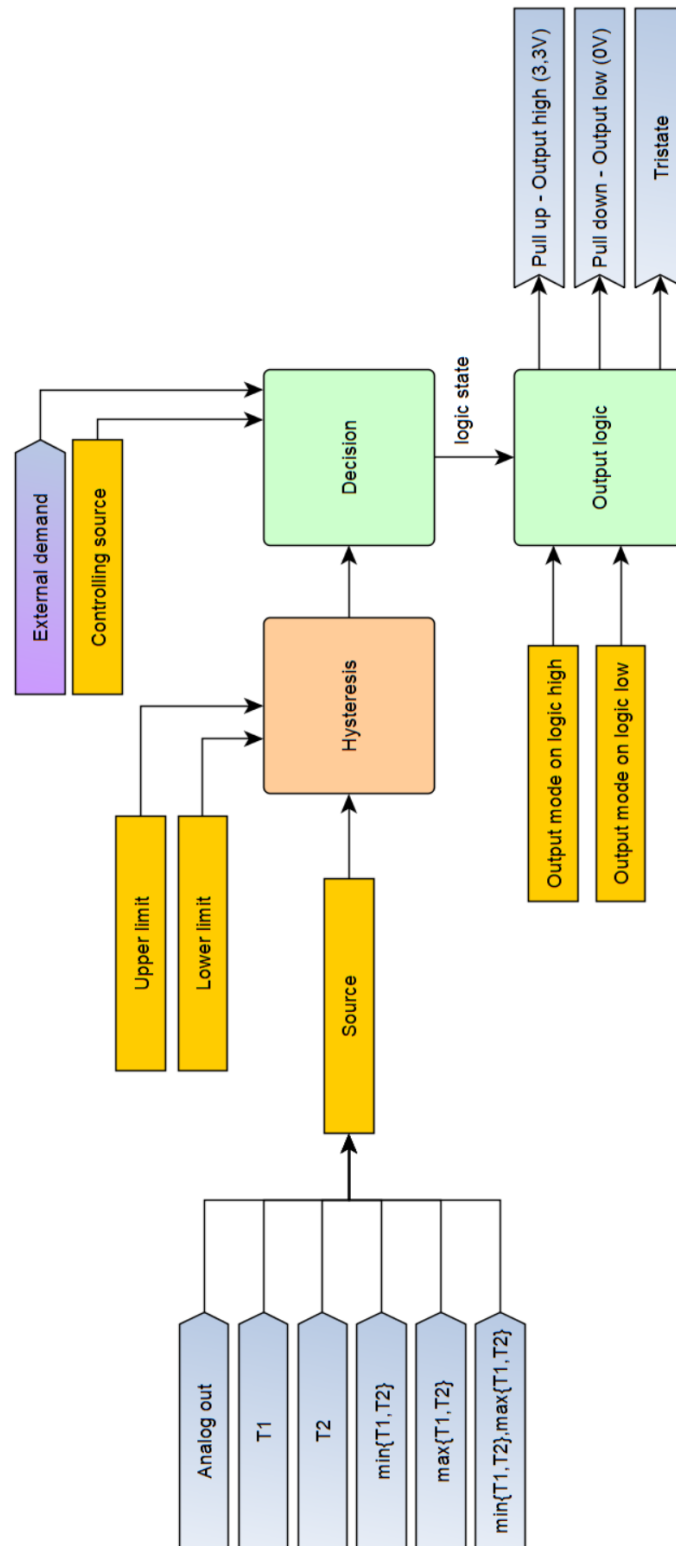 Analog out
T1
T2
min{T1,T2}
max{T1,T2}
min{T1,T2},max{T1,T2}
Source
Upper limit
Lower limit
Hysteresis
External demand
Controlling source
Decision
logic state
Output mode on logic high
Output mode on logic low
Output logic
Pull up - Output high (3,3V)
Pull down - Output low (0V)
Tristate